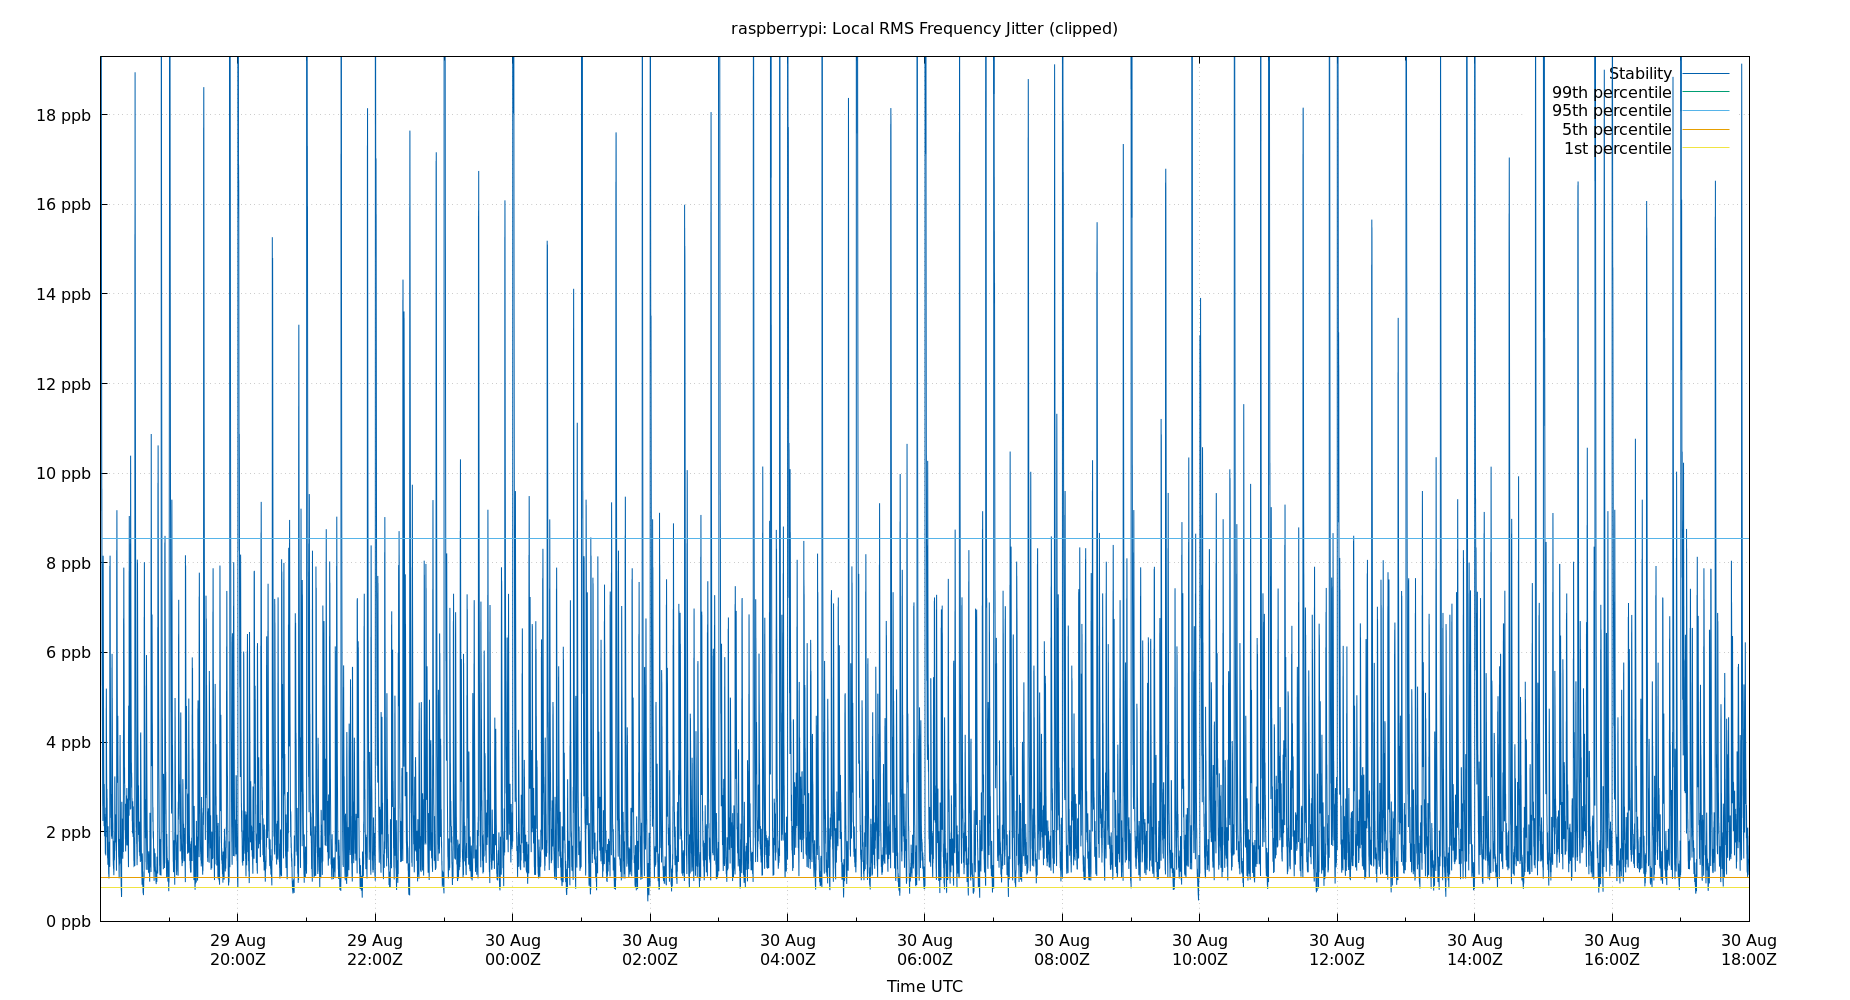 raspberrypi: Local RMS Frequency Jitter (clipped)
Stability
99th percentile
95th percentile
5th percentile
1st percentile
18 ppb
16 ppb
14 ppb
12 ppb
10 ppb
8 ppb
6 ppb
4 ppb
2 ppb
0 ppb
29 Aug 29 Aug 30 Aug 30 Aug 30 Aug 30 Aug 30 Aug 30 Aug 30 Aug 30 Aug 30 Aug 30 Aug
20:00Z 22:00Z 00:00Z 02:00Z 04:00Z 06:00Z 08:00Z 10:00Z 12:00Z 14:00Z 16:00Z 18:00Z
Time UTC